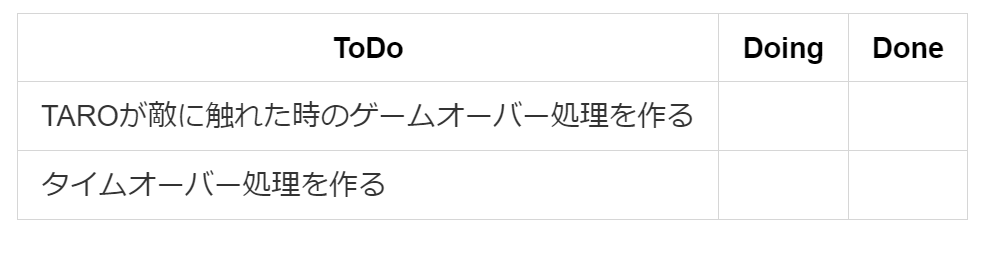 ToDo Doing Done
TAROが敵に触れた時のゲームオーバー処理を作る
タイムオーバー処理を作る